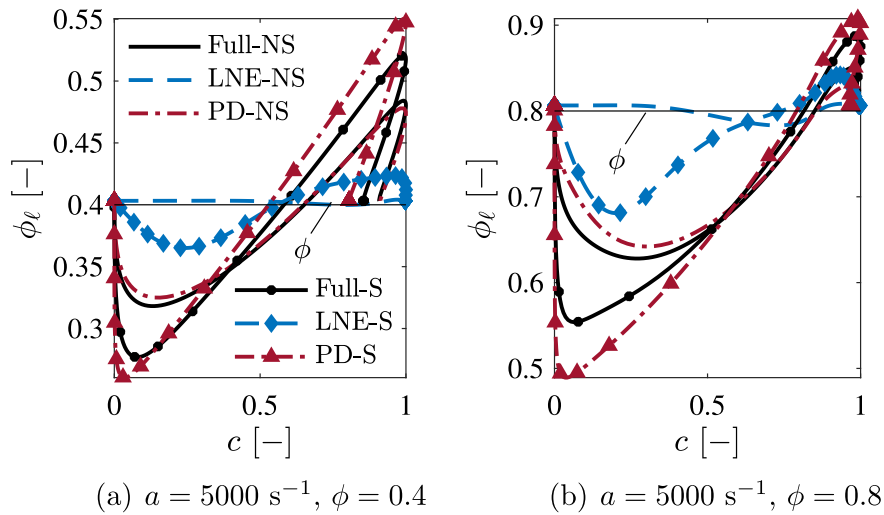 0.55
0.5
0.45
0.4
0.35
0.3
ϕℓ [−]
Full-NS
LNE-NS
PD-NS
ϕ
Full-S
LNE-S
PD-S
0 0.5 1
c [−]
(a) a = 5000 s⁻¹, ϕ = 0.4
0.9
0.8
0.7
0.6
0.5
ϕℓ [−]
ϕ
0 0.5 1
c [−]
(b) a = 5000 s⁻¹, ϕ = 0.8